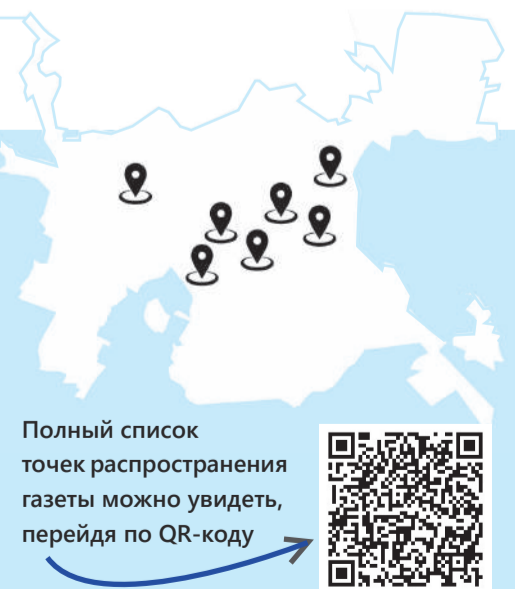 Полный список
точек распространения
газеты можно увидеть,
перейдя по QR-коду